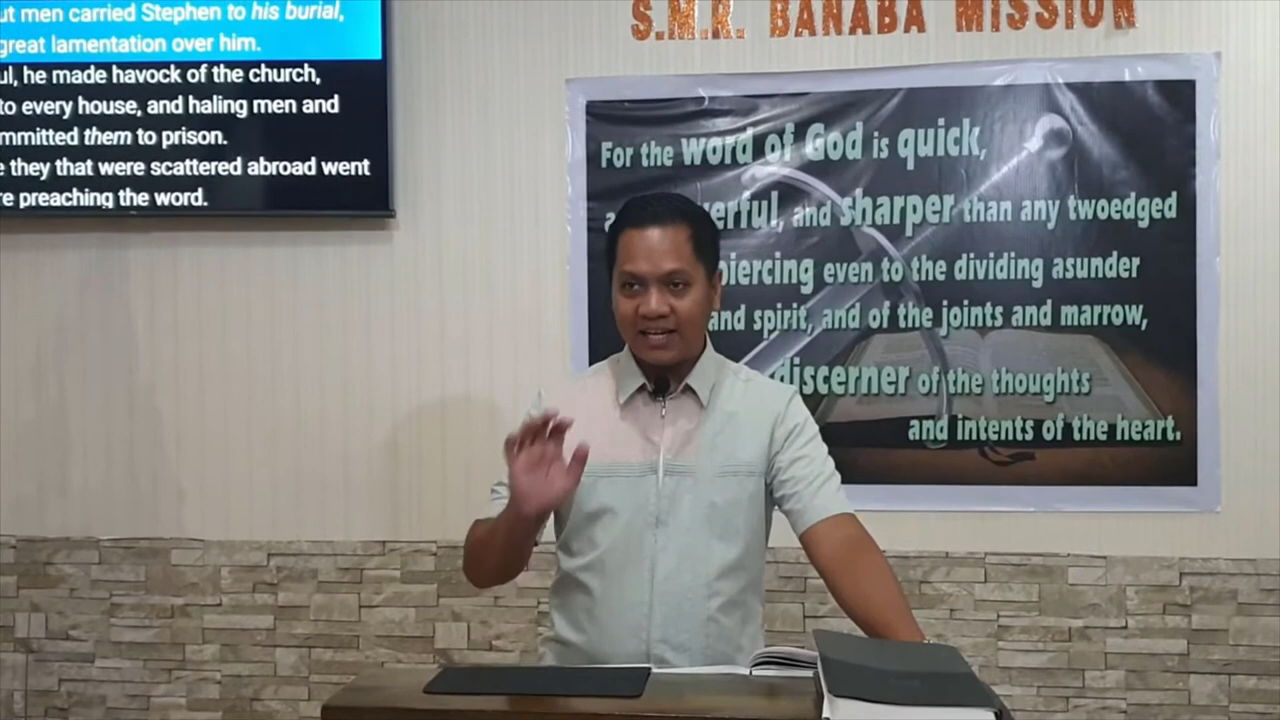 ut men carried Stephen to his burial,
great lamentation over him.
ul, he made havock of the church,
to every house, and haling men and
mmitted them to prison.
e they that were scattered abroad went
re preaching the word.
S.M.R. BANABA MISSION
For the word of God is quick,
a erful, and sharper than any twoedged
piercing even to the dividing asunder
and spirit, and of the joints and marrow,
discerner of the thoughts
and intents of the heart.